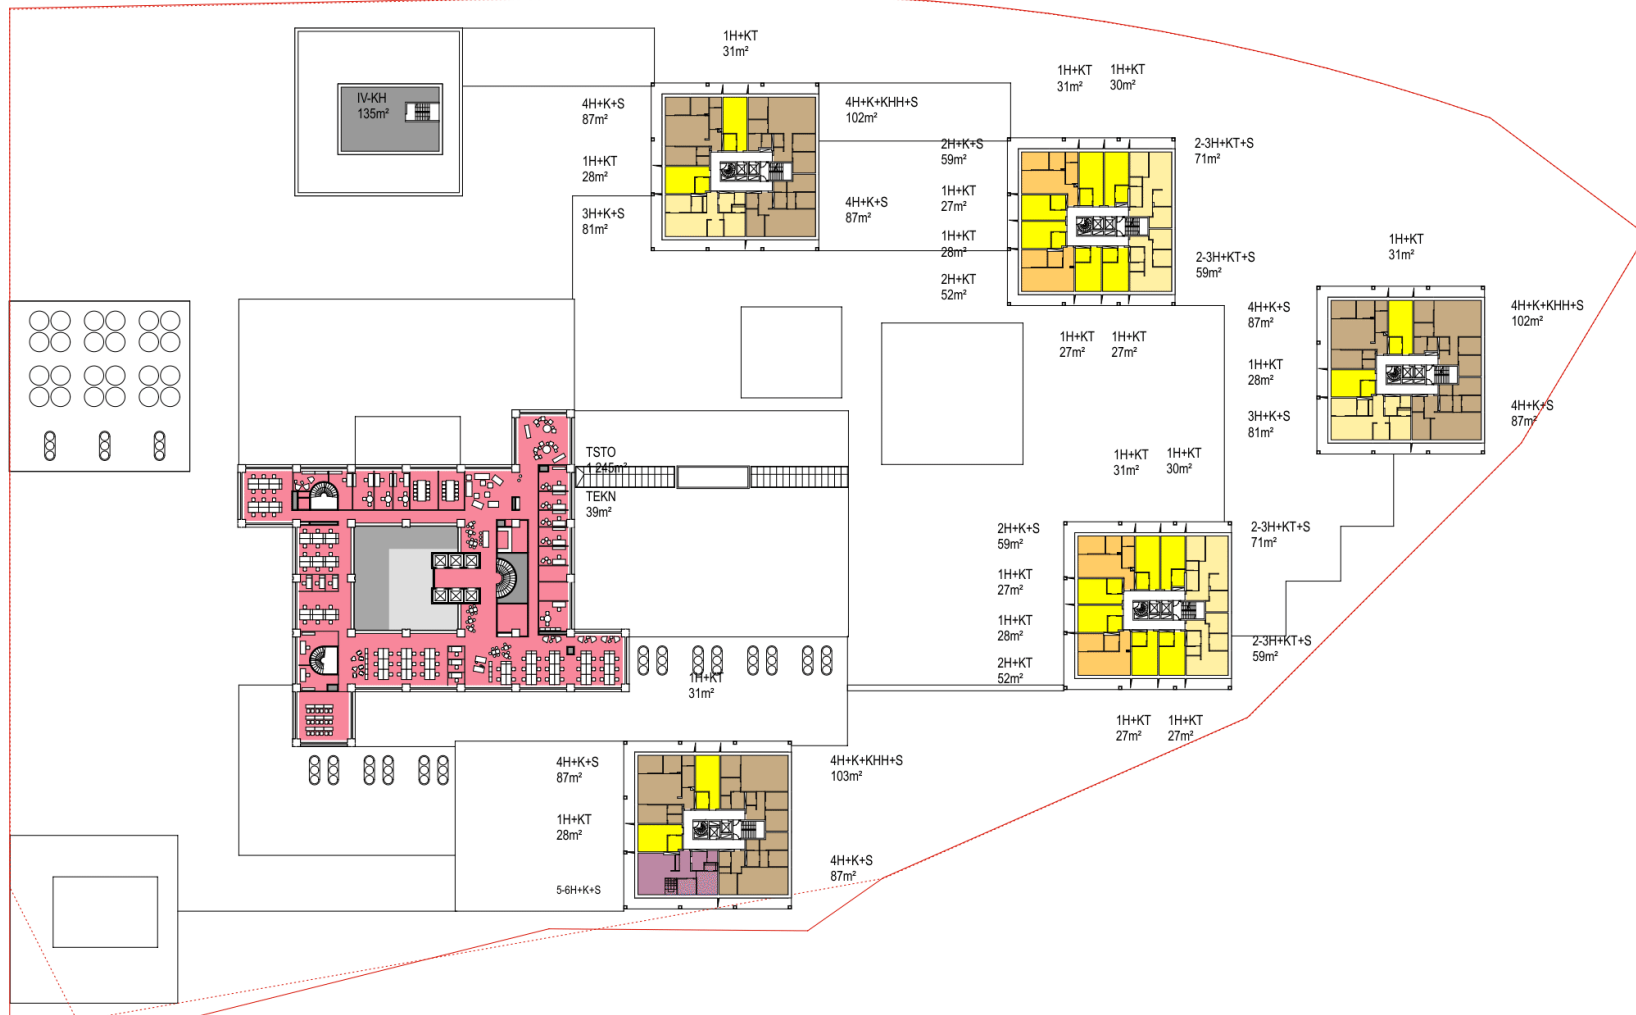 IV-KH
135m²
1H+KT
31m²
4H+K+S
87m²
4H+K+KHH+S
102m²
1H+KT
28m²
3H+K+S
81m²
4H+K+S
87m²
1H+KT
31m²
1H+KT
30m²
2H+K+S
59m²
2-3H+KT+S
71m²
1H+KT
27m²
1H+KT
28m²
2H+KT
52m²
2-3H+KT+S
59m²
1H+KT
27m²
1H+KT
27m²
1H+KT
31m²
4H+K+S
87m²
4H+K+KHH+S
102m²
1H+KT
28m²
3H+K+S
81m²
4H+K+S
87m²
TSTO
1 245m²
TEKN
39m²
1H+KT
31m²
1H+KT
30m²
2H+K+S
59m²
2-3H+KT+S
71m²
1H+KT
27m²
1H+KT
28m²
2H+KT
52m²
2-3H+KT+S
59m²
1H+KT
27m²
1H+KT
27m²
1H+KT
31m²
4H+K+S
87m²
4H+K+KHH+S
103m²
1H+KT
28m²
5-6H+K+S
4H+K+S
87m²